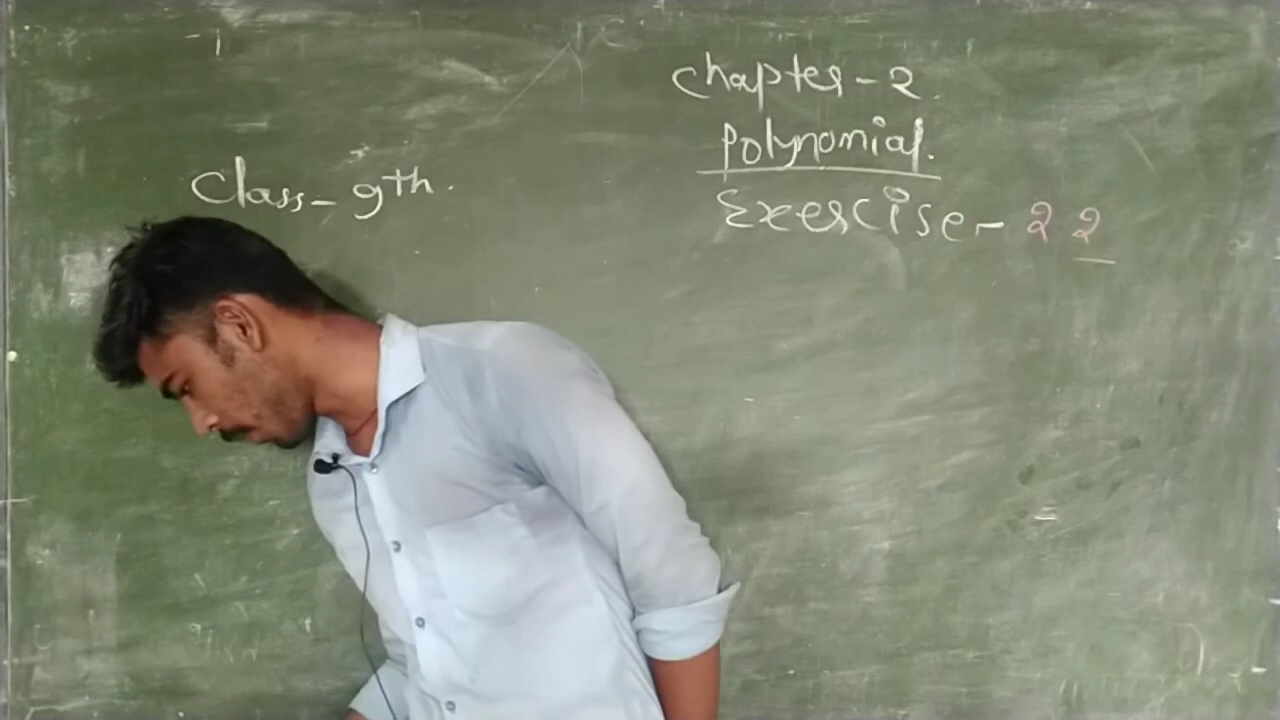 Chapter-2.
Polynomial.
Class-9th.
Exercise-2 2